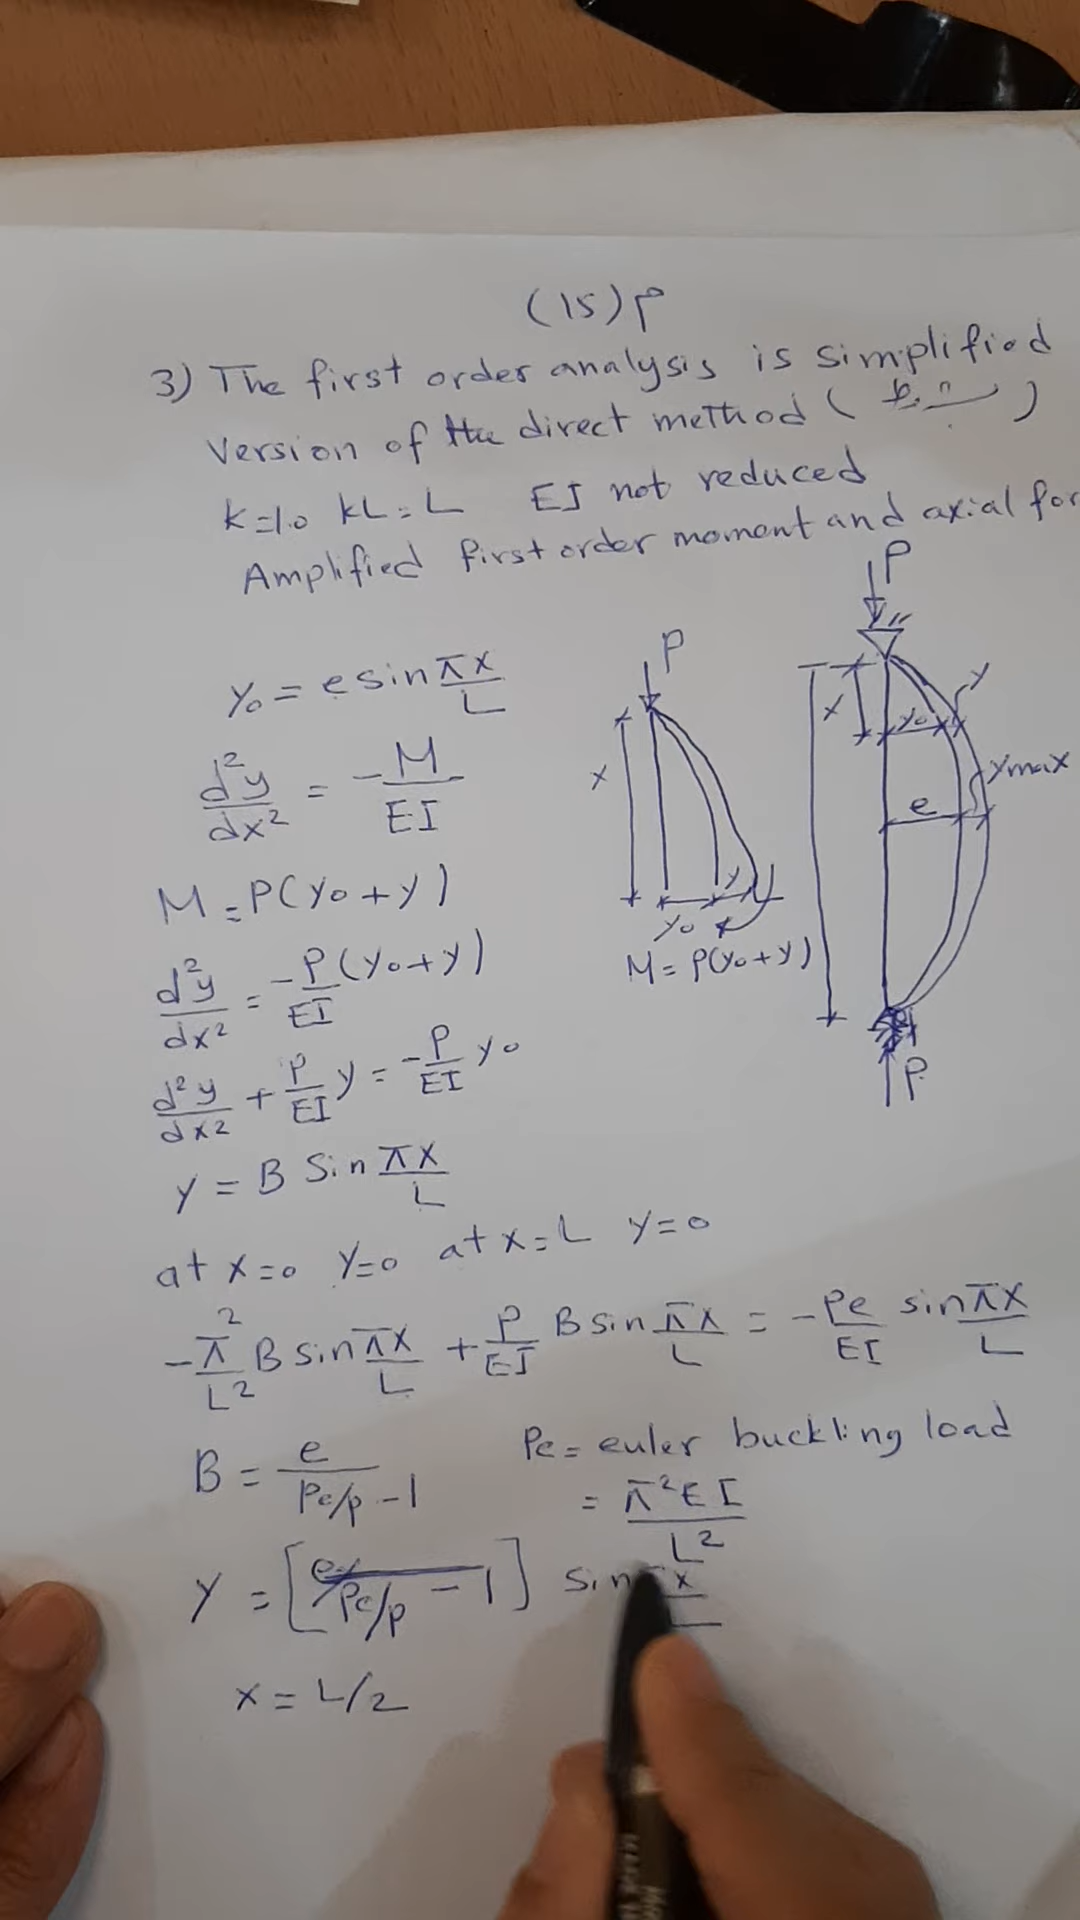 (15) P
3) The first order analysis is simplified
Version of the direct method (
k=1.0 kL=L EI not reduced
Amplified first order moment and axial for
P
P
y₀ = e sin πx/L
x
x
y₀
y
ymax
e
d²y/dx² = -M/EI
M = P(y₀+y)
y₀
y
M = P(y₀+y)
d²y/dx² = -P/EI (y₀+y)
d²y/dx² + P/EI y = -P/EI y₀
P
y = B sin πx/L
at x=0 y=0 at x=L y=0
-π²/L² B sin πx/L + P/EI B sin πx/L = -Pe/EI sin πx/L
B = e/(Pe/P - 1) Pe = euler buckling load
= π²EI/L²
y = [e/(Pe/P - 1)] sin x
x = L/2